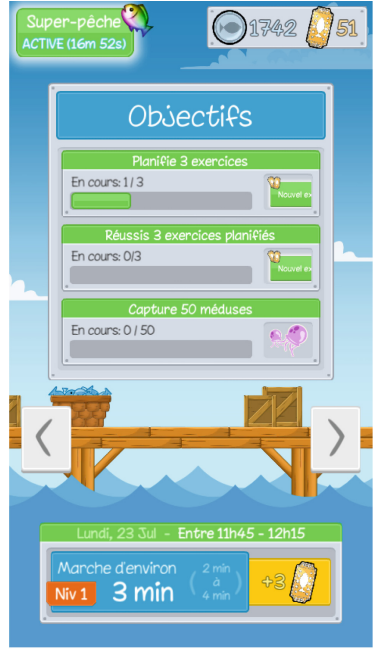 Super-pêche
ACTIVE (16m 52s)
1742
51
Objectifs
Planifie 3 exercices
En cours: 1 / 3
Nouvel ex
Réussis 3 exercices planifiés
En cours: 0/3
Nouvel ex
Capture 50 méduses
En cours: 0 / 50
Lundi, 23 Jul - Entre 11h45 - 12h15
Marche d'environ
Niv 1
3 min
( 2 min
à
4 min )
+3